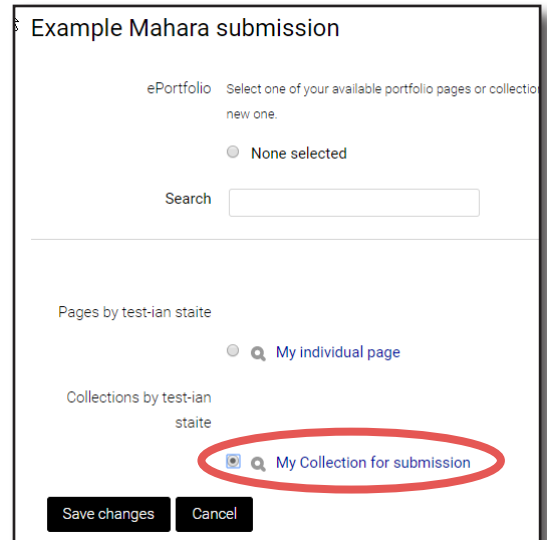 Example Mahara submission
ePortfolio Select one of your available portfolio pages or collection
new one.
None selected
Search
Pages by test-ian staite
My individual page
Collections by test-ian
staite
My Collection for submission
Save changes Cancel